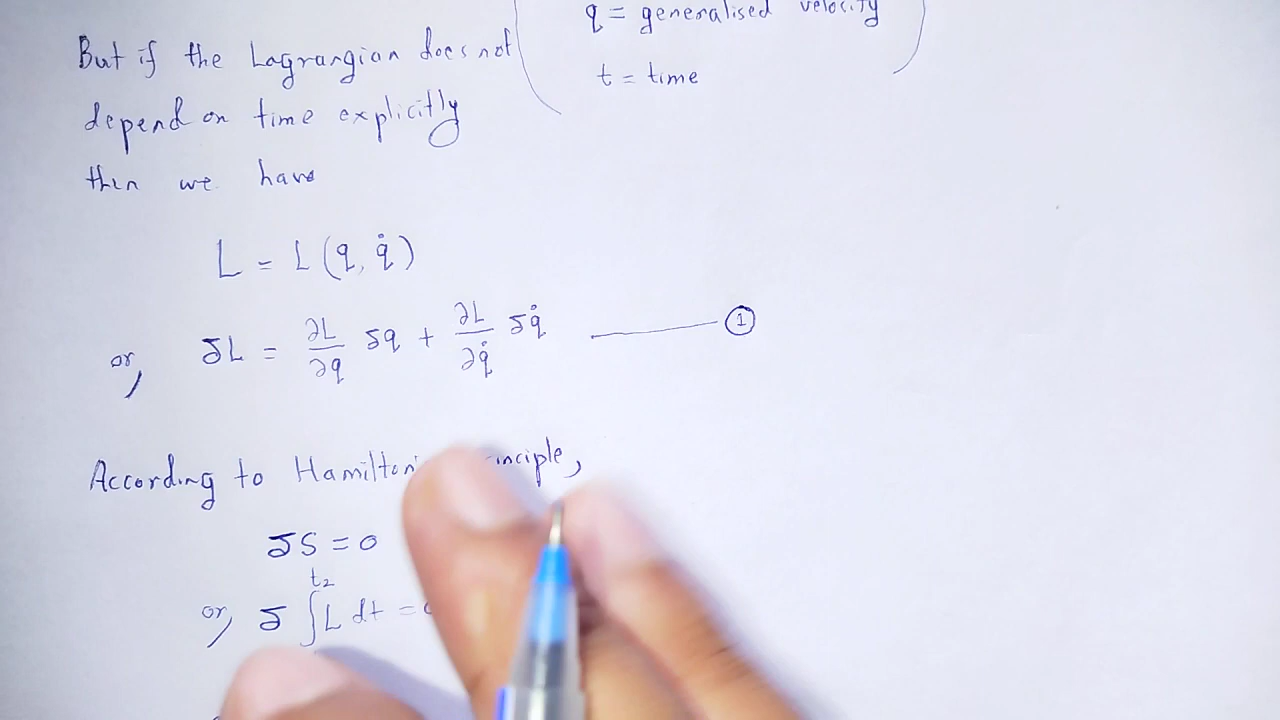 q̇ = generalised velocity
But if the Lagrangian does not
t = time
depend on time explicitly
then we have
L = L (q, q̇)
or, δL = ∂L/∂q δq + ∂L/∂q̇ δq̇ ——— ①
According to Hamilton's
δS = 0
t₂
or, δ ∫ L dt =